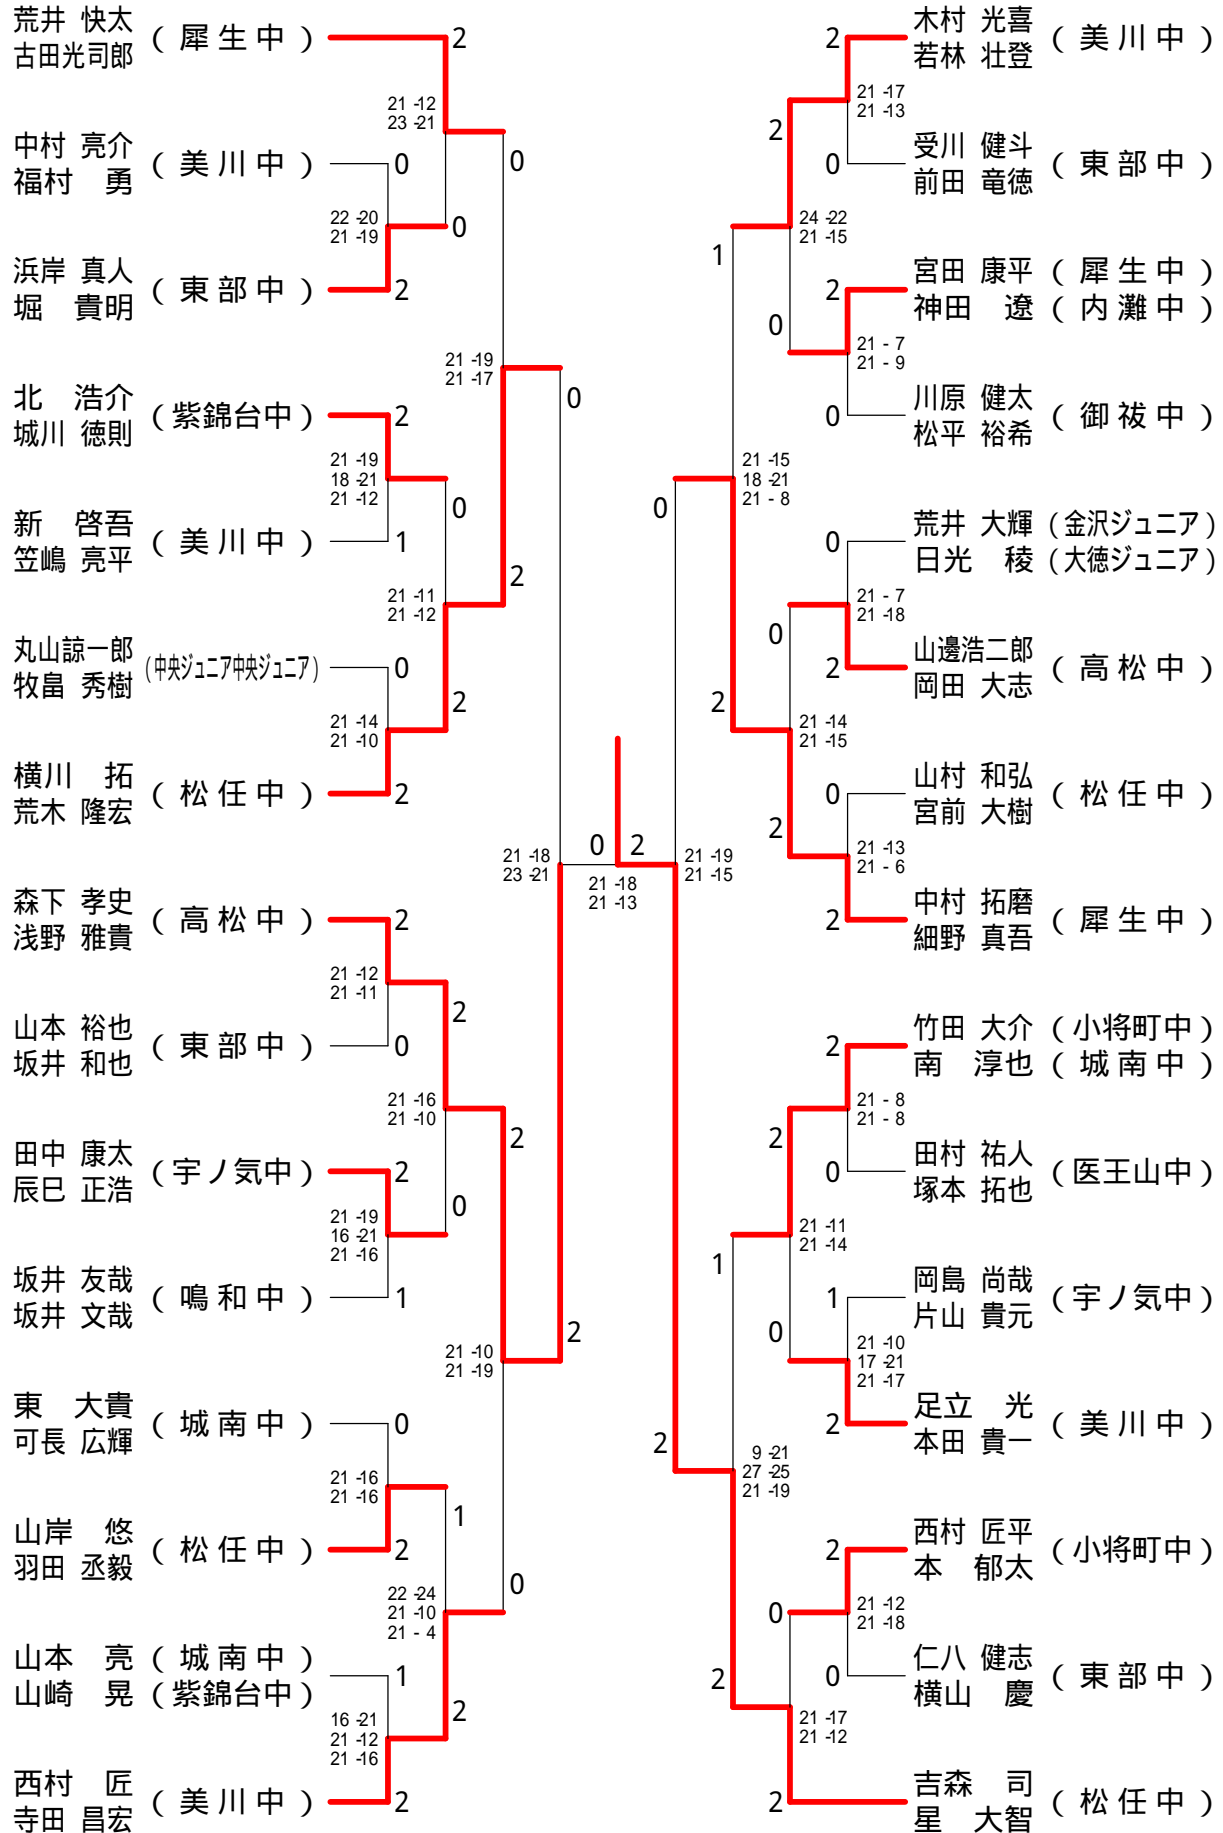 荒井 快太
古田光司郎
( 犀 生 中 )
2
21 -12
23 -21
0
中村 亮介
福村 勇
( 美 川 中 )
0
22 -20
21 -19
0
浜岸 真人
堀 貴明
( 東 部 中 )
2
21 -19
21 -17
0
北 浩介
城川 徳則
(紫錦台中)
2
21 -19
18 -21
21 -12
0
新 啓吾
笠嶋 亮平
( 美 川 中 )
1
2
21 -11
21 -12
丸山諒一郎
牧畠 秀樹
(中央ジュニア中央ジュニア)
0
2
21 -14
21 -10
横川 拓
荒木 隆宏
( 松 任 中 )
2
21 -18
23 -21
0 2
21 -18
21 -13
森下 孝史
浅野 雅貴
( 高 松 中 )
2
21 -12
21 -11
2
山本 裕也
坂井 和也
( 東 部 中 )
0
21 -16
21 -10
2
田中 康太
辰巳 正浩
(宇ノ気中)
2
0
21 -19
16 -21
21 -16
坂井 友哉
坂井 文哉
( 鳴 和 中 )
1
2
21 -10
21 -19
東 大貴
可長 広輝
( 城 南 中 )
0
21 -16
21 -16
1
山岸 悠
羽田 丞毅
( 松 任 中 )
2
0
22 -24
21 -10
21 - 4
山本 亮 ( 城 南 中 )
山崎 晃 (紫錦台中)
1
2
16 -21
21 -12
21 -16
西村 匠
寺田 昌宏
( 美 川 中 )
2
2
木村 光喜
若林 壮登
( 美 川 中 )
21 -17
21 -13
2
0
受川 健斗
前田 竜徳
( 東 部 中 )
24 -22
21 -15
1
2
宮田 康平 ( 犀 生 中 )
神田 遼 ( 内 灘 中 )
0
21 - 7
21 - 9
0
川原 健太
松平 裕希
( 御 祓 中 )
21 -15
18 -21
21 - 8
0
0
荒井 大輝 (金沢ジュニア)
日光 稜 (大徳ジュニア)
21 - 7
21 -18
0
2
山邊浩二郎
岡田 大志
( 高 松 中 )
2
21 -14
21 -15
0
山村 和弘
宮前 大樹
( 松 任 中 )
2
21 -13
21 - 6
21 -19
21 -15
2
中村 拓磨
細野 真吾
( 犀 生 中 )
2
竹田 大介 (小将町中)
南 淳也 ( 城 南 中 )
21 - 8
21 - 8
2
0
田村 祐人
塚本 拓也
(医王山中)
21 -11
21 -14
1
1
岡島 尚哉
片山 貴元
(宇ノ気中)
0
21 -10
17 -21
21 -17
2
足立 光
本田 貴一
( 美 川 中 )
2
9 -21
27 -25
21 -19
2
西村 匠平
本 郁太
(小将町中)
0
21 -12
21 -18
2
0
仁八 健志
横山 慶
( 東 部 中 )
21 -17
21 -12
2
吉森 司
星 大智
( 松 任 中 )